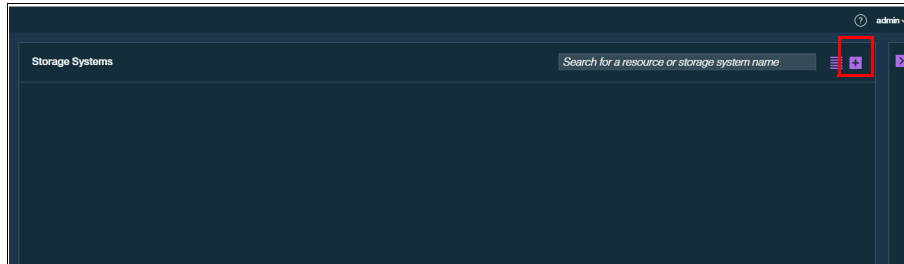 admin
Storage Systems
Search for a resource or storage system name